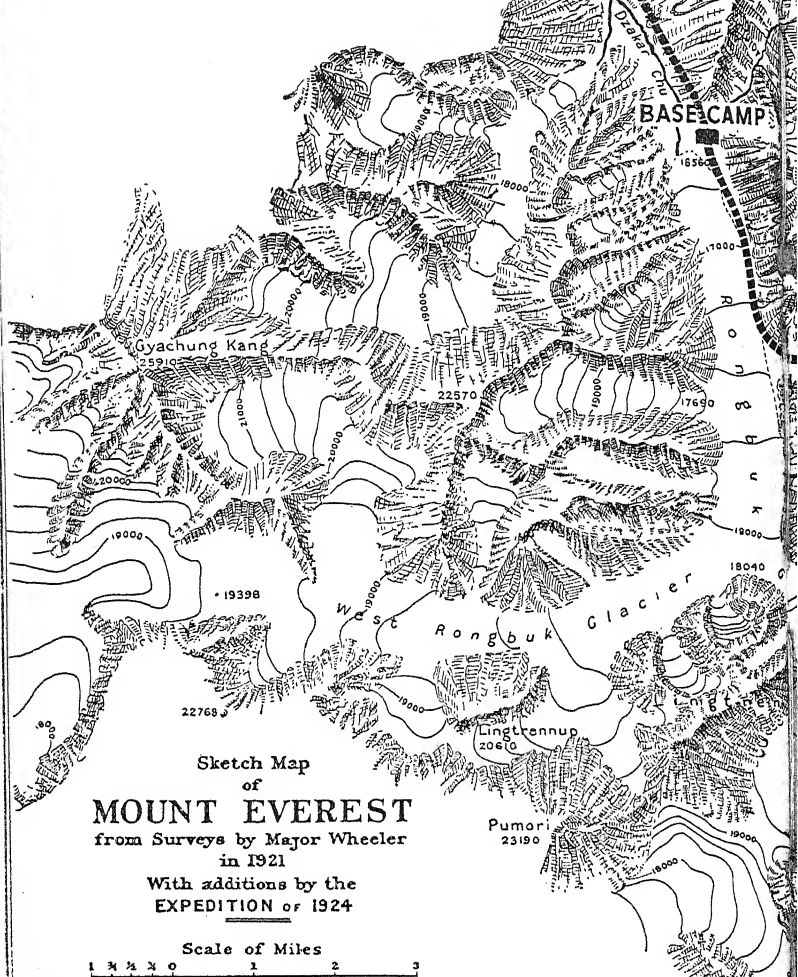 Dzakar Chu
BASE CAMP
16560
19000
18000
17000
20000
19000
Gyachung Kang
25910
22570
19000
17690
21000
20000
20000
Rongbuk
18000
19000
18040
19398
19000
West Rongbuk Glacier
22768
19000
Lingtrennup
20610
Pumori
23190
19000
18000
Sketch Map
of
MOUNT EVEREST
from Surveys by Major Wheeler
in 1921
With additions by the
EXPEDITION OF 1924
Scale of Miles
1 ¾ ½ ¼ 0 1 2 3